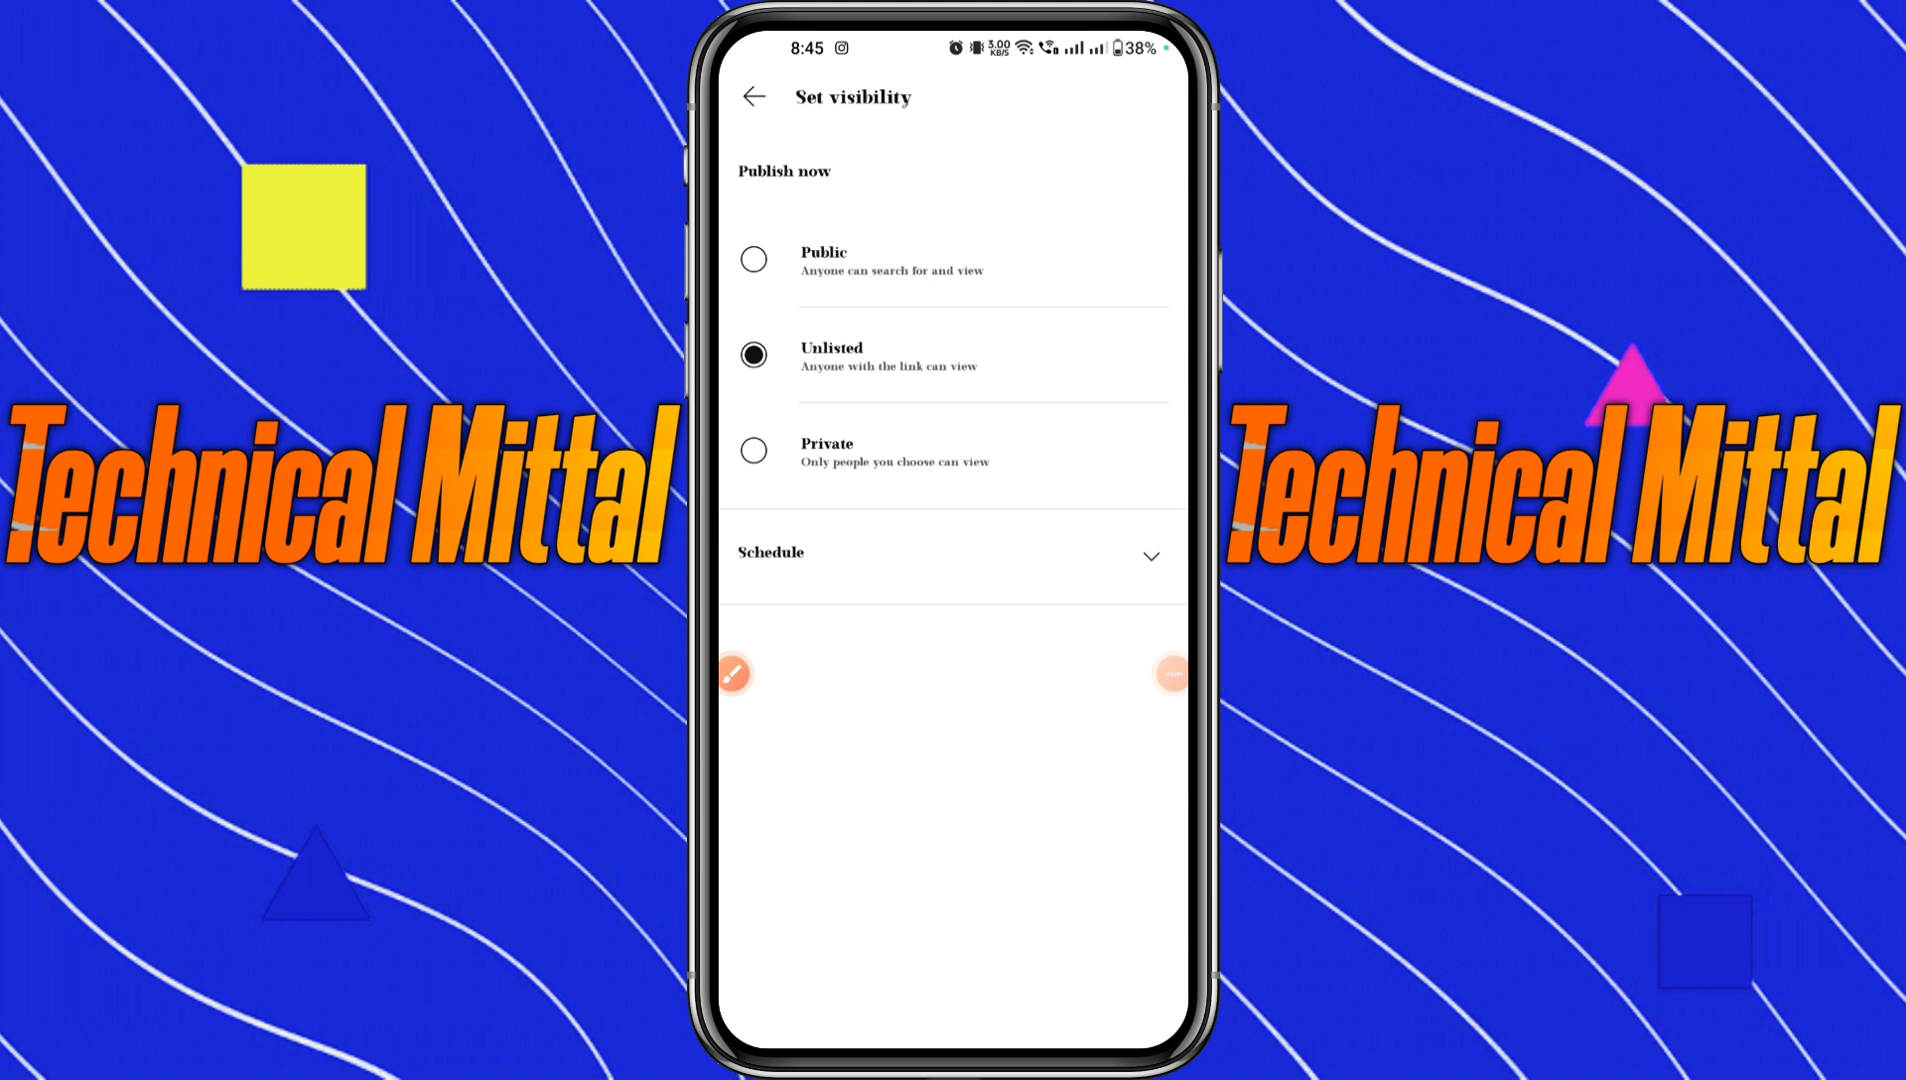 8:45
3.00
KB/S
38%
Set visibility
Publish now
Public
Anyone can search for and view
Unlisted
Anyone with the link can view
Private
Only people you choose can view
Schedule
Technical Mittal
Technical Mittal